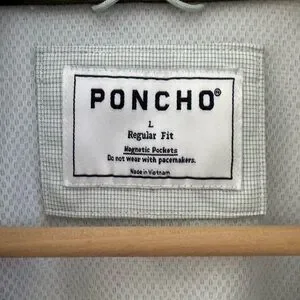 PONCHO®
L
Regular Fit
Magnetic Pockets
Do not wear with pacemakers.
Made in Vietnam